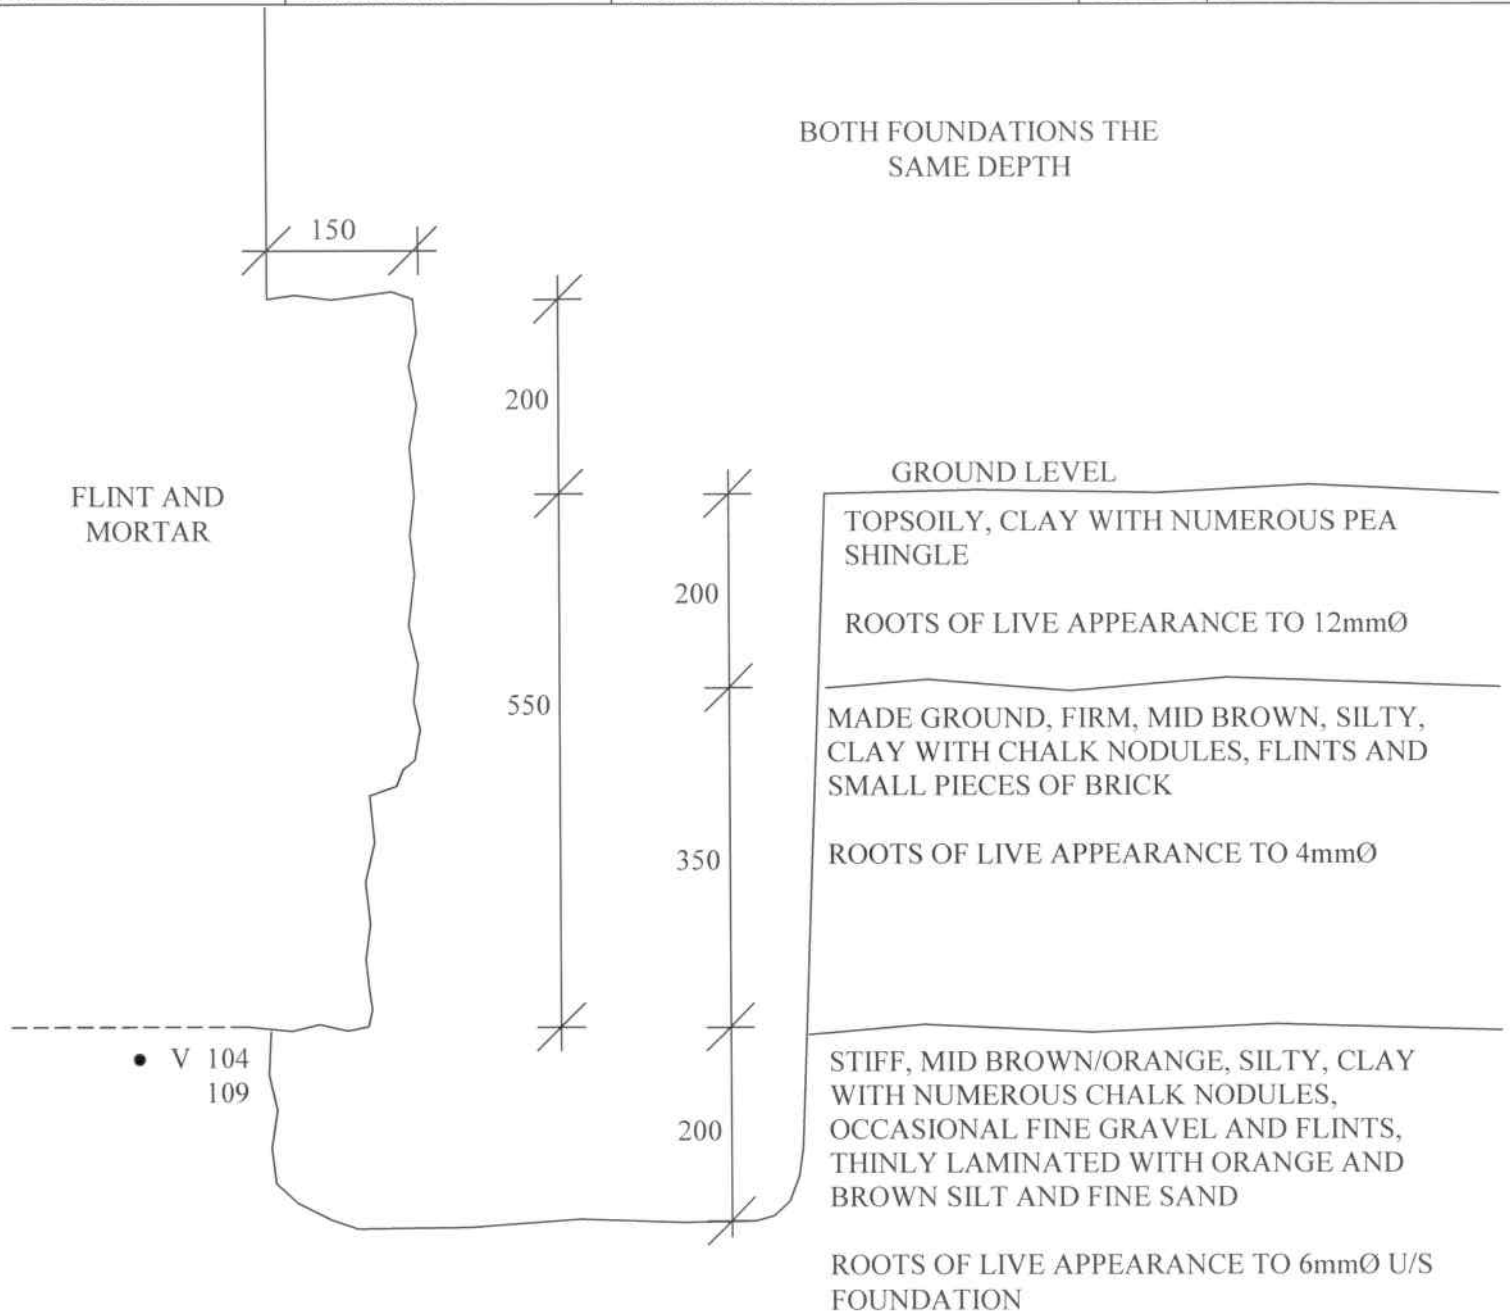 BOTH FOUNDATIONS THE
SAME DEPTH
150
200
GROUND LEVEL
FLINT AND
MORTAR
TOPSOILY, CLAY WITH NUMEROUS PEA
SHINGLE
200
ROOTS OF LIVE APPEARANCE TO 12mmØ
550
MADE GROUND, FIRM, MID BROWN, SILTY,
CLAY WITH CHALK NODULES, FLINTS AND
SMALL PIECES OF BRICK
350
ROOTS OF LIVE APPEARANCE TO 4mmØ
• V 104
109
STIFF, MID BROWN/ORANGE, SILTY, CLAY
WITH NUMEROUS CHALK NODULES,
OCCASIONAL FINE GRAVEL AND FLINTS,
THINLY LAMINATED WITH ORANGE AND
BROWN SILT AND FINE SAND
200
ROOTS OF LIVE APPEARANCE TO 6mmØ U/S
FOUNDATION